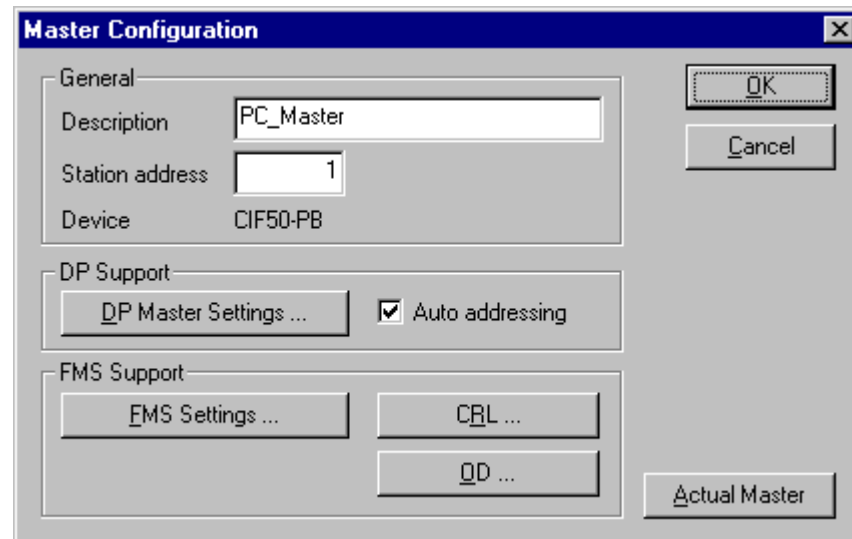 Master Configuration
General
Description PC_Master
Station address 1
Device CIF50-PB
OK
Cancel
DP Support
DP Master Settings ... Auto addressing
FMS Support
FMS Settings ... CRL ...
OD ...
Actual Master